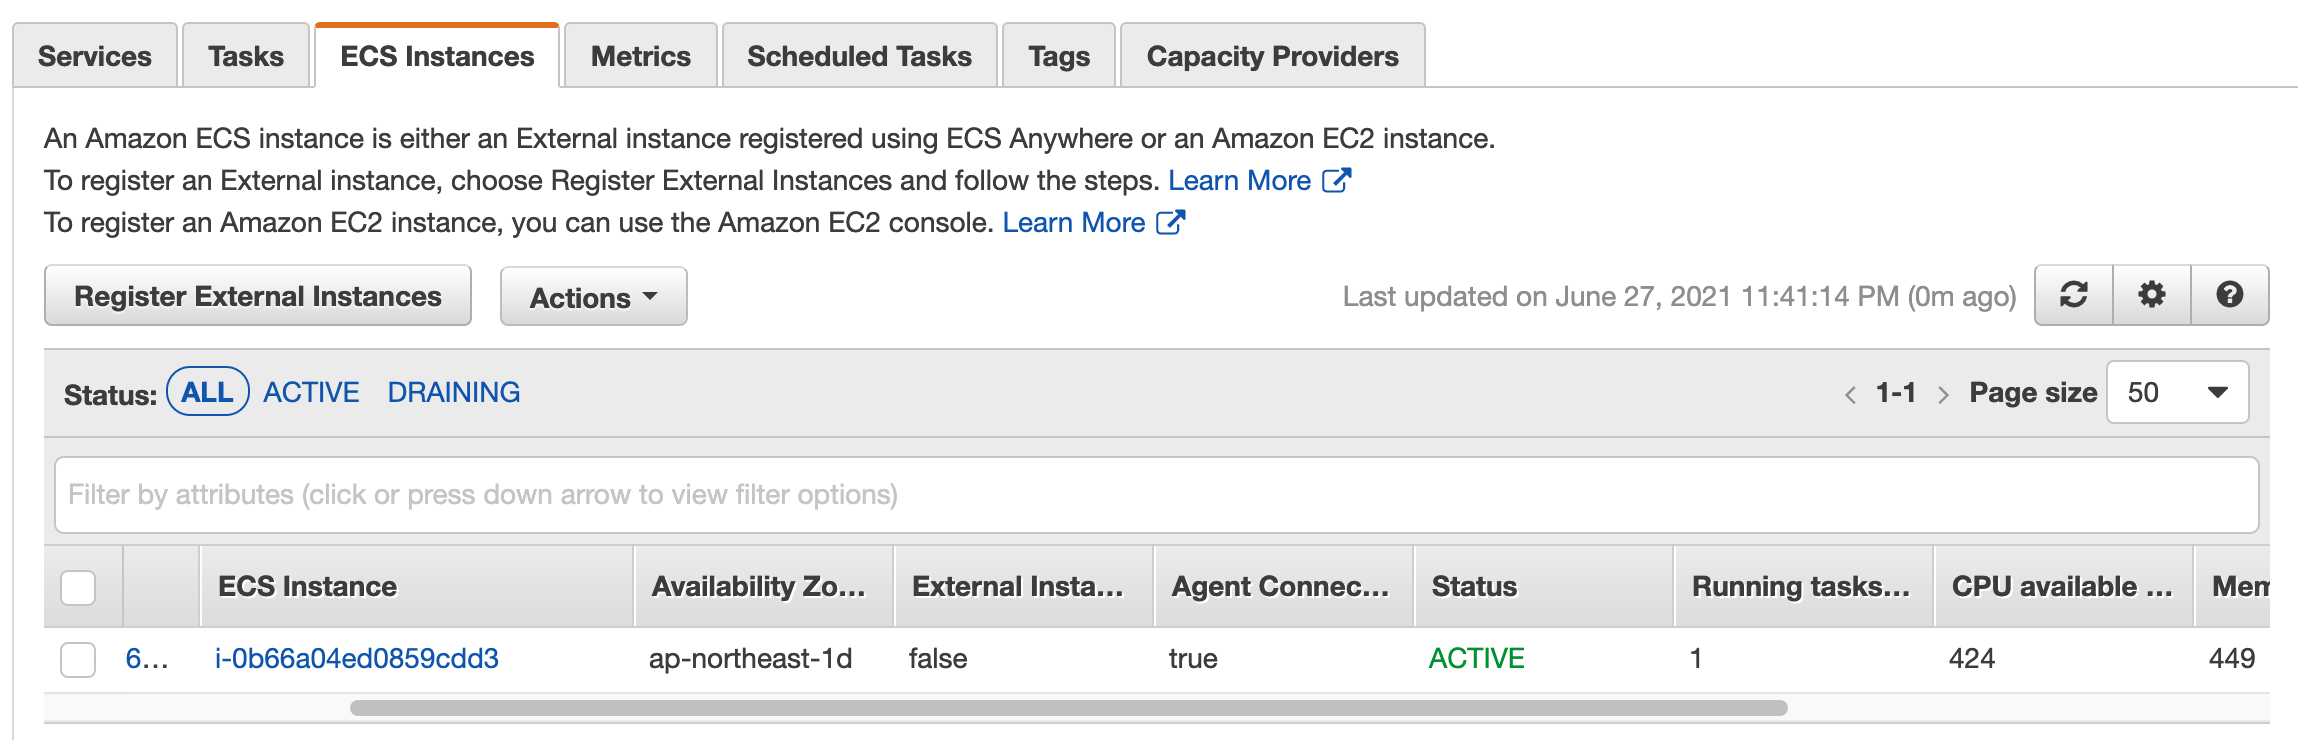 Services Tasks ECS Instances Metrics Scheduled Tasks Tags Capacity Providers
An Amazon ECS instance is either an External instance registered using ECS Anywhere or an Amazon EC2 instance.
To register an External instance, choose Register External Instances and follow the steps. Learn More
To register an Amazon EC2 instance, you can use the Amazon EC2 console. Learn More
Register External Instances Actions Last updated on June 27, 2021 11:41:14 PM (0m ago)
Status: ALL ACTIVE DRAINING < 1-1 > Page size 50
Filter by attributes (click or press down arrow to view filter options)
ECS Instance Availability Zo... External Insta... Agent Connec... Status Running tasks... CPU available ... Mem
6... i-0b66a04ed0859cdd3 ap-northeast-1d false true ACTIVE 1 424 449